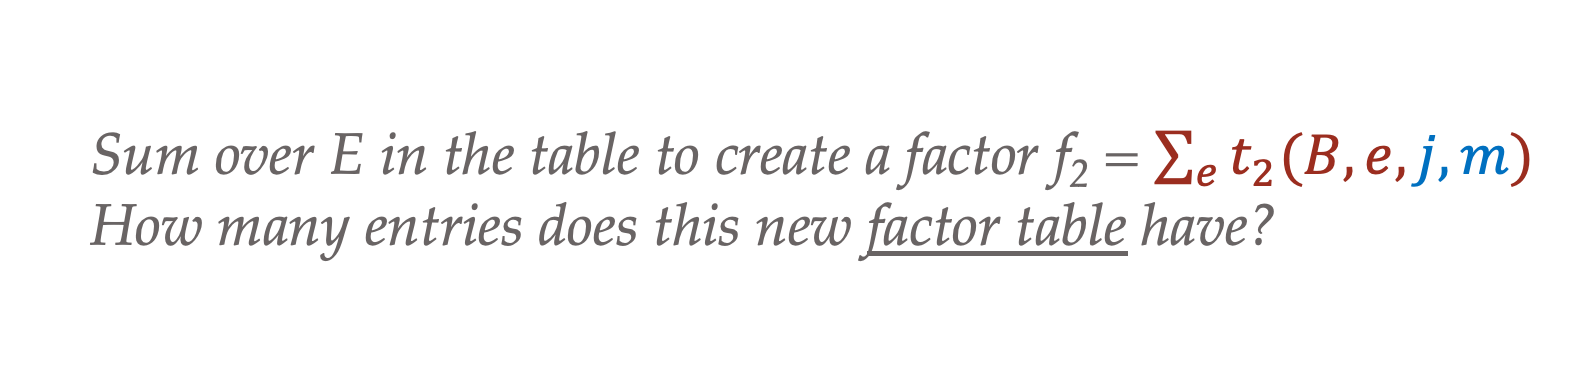 Sum over E in the table to create a factor f₂ = ∑ₑ t₂(B, e, j, m)
How many entries does this new factor table have?